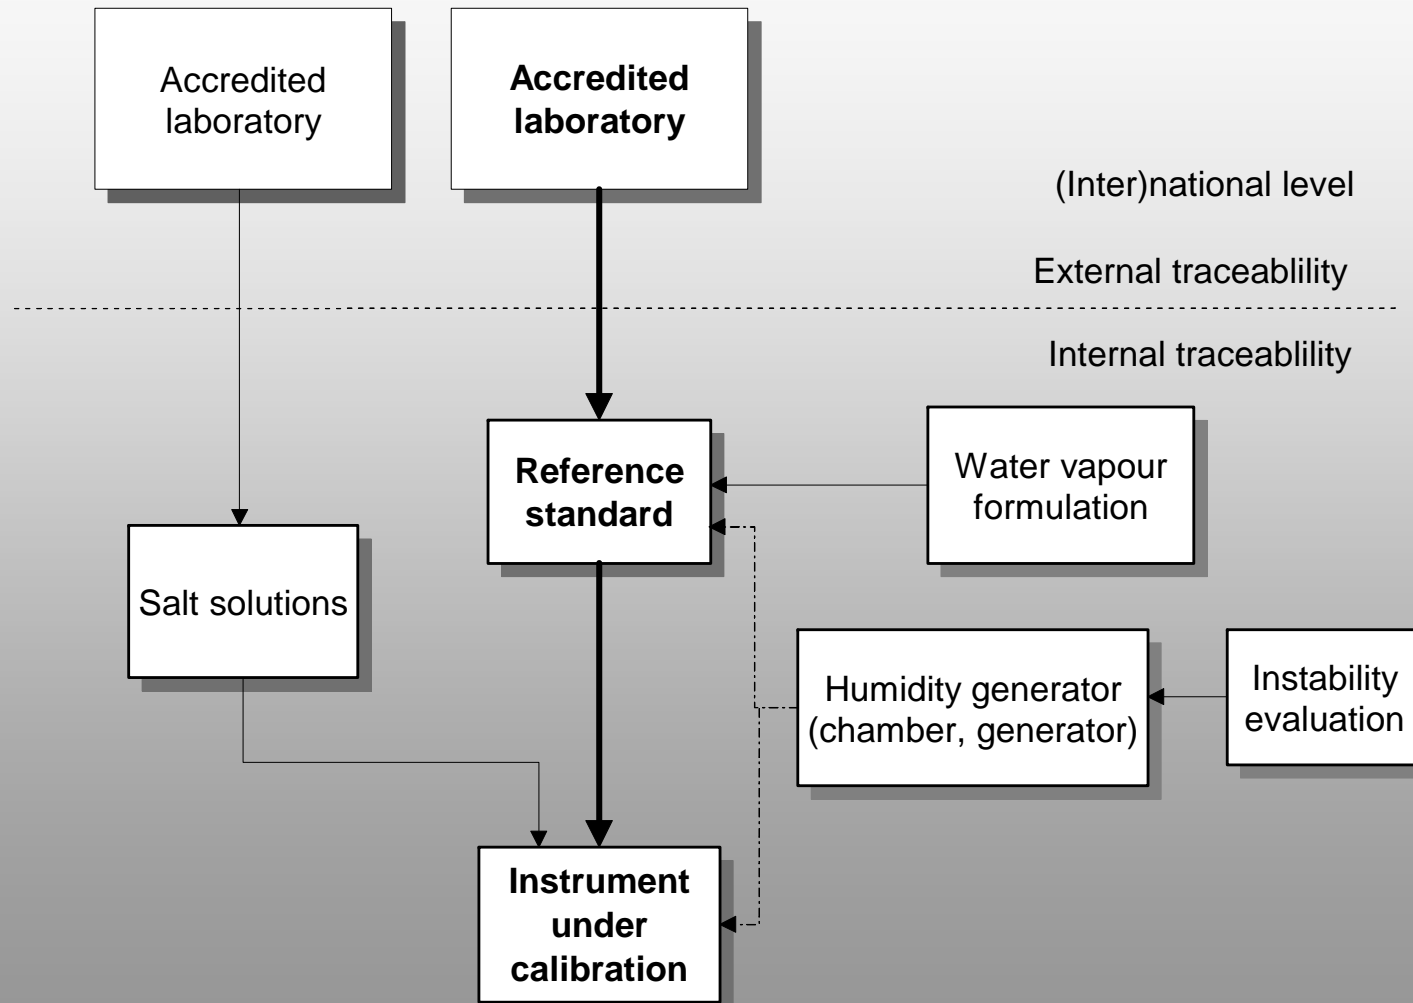 Accredited
laboratory
Accredited
laboratory
(Inter)national level
External traceablility
Internal traceablility
Reference
standard
Water vapour
formulation
Salt solutions
Humidity generator
(chamber, generator)
Instability
evaluation
Instrument
under
calibration